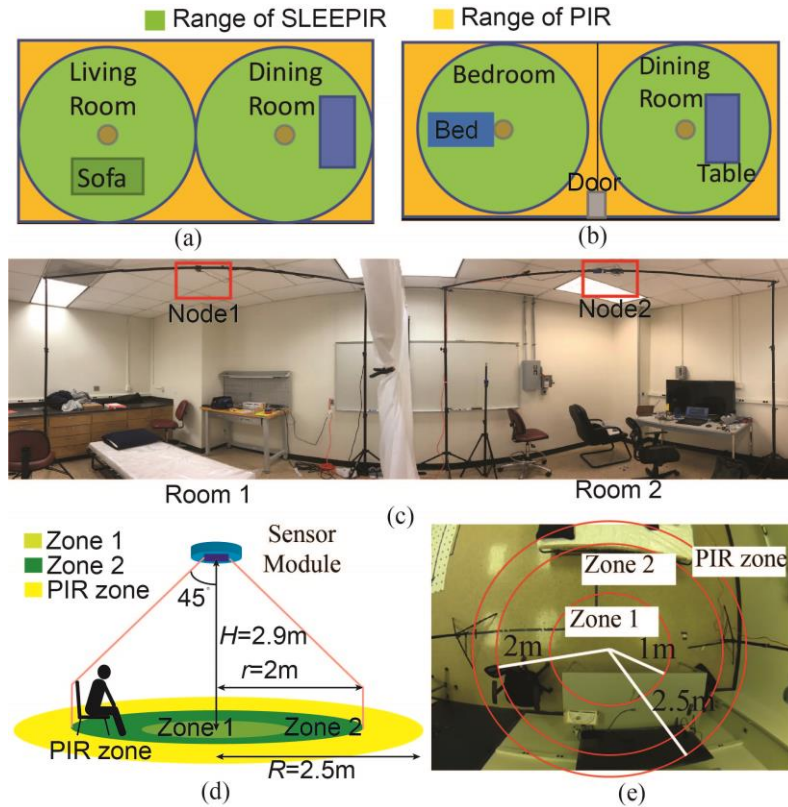 Range of SLEEPIR Range of PIR
Living
Room
Dining
Room
Sofa
(a)
Bedroom
Dining
Room
Bed
Door
Table
(b)
Node1
Node2
Room 1
Room 2
(c)
Zone 1
Zone 2
PIR zone
Sensor
Module
45°
H=2.9m
r=2m
Zone 1
Zone 2
PIR zone
R=2.5m
(d)
PIR zone
Zone 2
Zone 1
2m
1m
2.5m
(e)